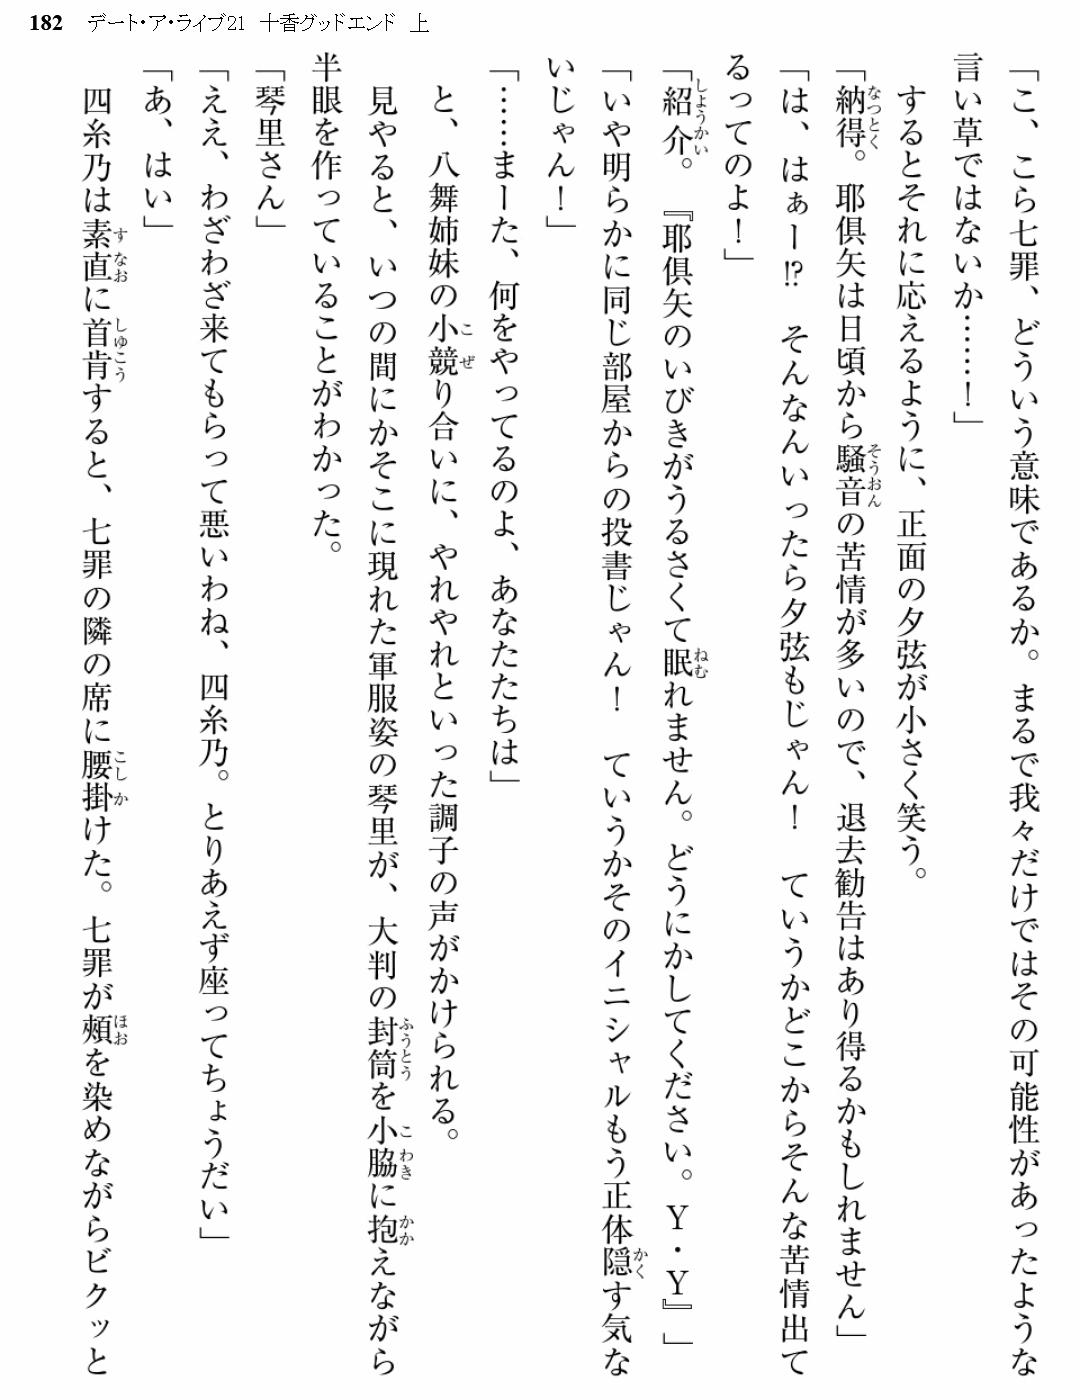 182 デート・ア・ライブ21 十香グッドエンド 上
「こ、こら七罪、どういう意味であるか。まるで我々だけではその可能性があったような
言い草ではないか……！」
　するとそれに応えるように、正面の夕弦が小さく笑う。
「納得。耶倶矢は日頃から騒音の苦情が多いので、退去勧告はあり得るかもしれません」
「は、はぁー⁉　そんなんいったら夕弦もじゃん！　ていうかどこからそんな苦情出て
るってのよ！」
「紹介。『耶倶矢のいびきがうるさくて眠れません。どうにかしてください。Y・Y』」
「いや明らかに同じ部屋からの投書じゃん！　ていうかそのイニシャルもう正体隠す気な
いじゃん！」
「……まーた、何をやってるのよ、あなたたちは」
　と、八舞姉妹の小競り合いに、やれやれといった調子の声がかけられる。
　見やると、いつの間にかそこに現れた軍服姿の琴里が、大判の封筒を小脇に抱えながら
半眼を作っていることがわかった。
「琴里さん」
「ええ、わざわざ来てもらって悪いわね、四糸乃。とりあえず座ってちょうだい」
「あ、はい」
　四糸乃は素直に首肯すると、七罪の隣の席に腰掛けた。七罪が頰を染めながらビクッと